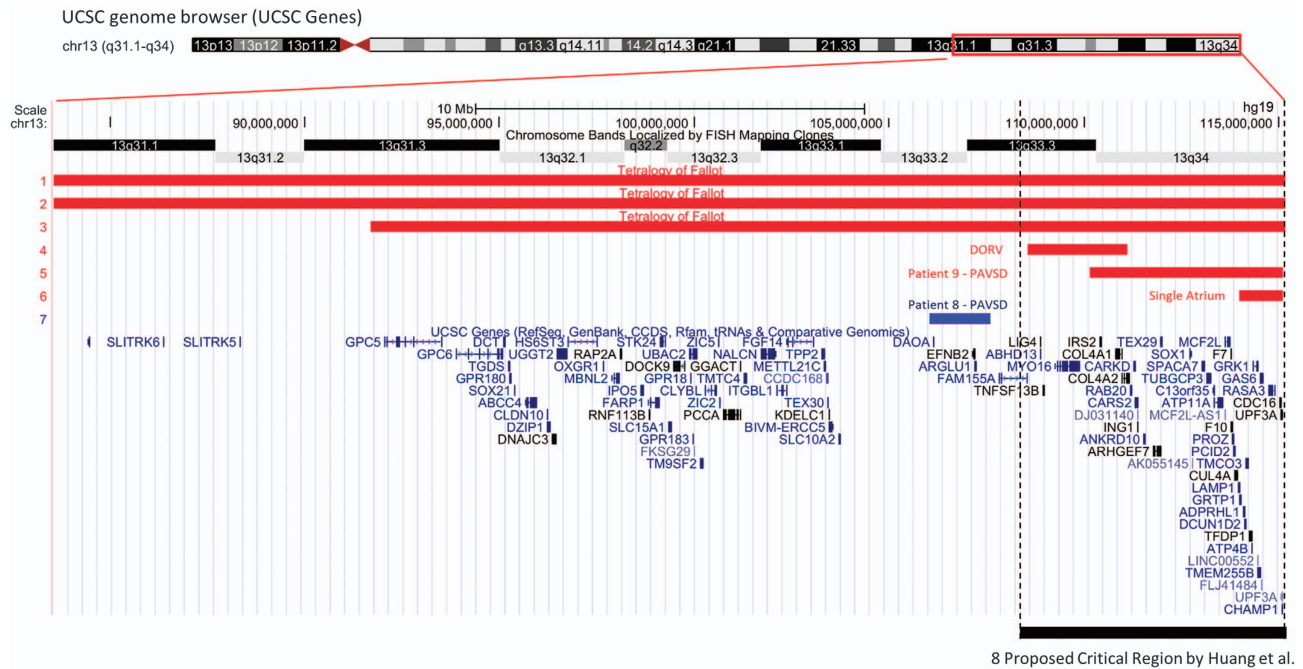 UCSC genome browser (UCSC Genes)
chr13 (q31.1-q34) 13p13 13p12 13p11.2 q13.3 q14.11 14.2 q14.3 q21.1 21.33 13q31.1 q31.3 13q34
Scale 10 Mb hg19
chr13: 90,000,000 95,000,000 100,000,000 105,000,000 110,000,000 115,000,000
Chromosome Bands Localized by FISH Mapping Clones
13q31.1 13q31.2 13q31.3 13q32.1 q32.2 13q32.3 13q33.1 13q33.2 13q33.3 13q34
Tetralogy of Fallot
1
Tetralogy of Fallot
2
Tetralogy of Fallot
3
4 DORV
5 Patient 9 - PAVSD
6 Single Atrium
7 Patient 8 - PAVSD
UCSC Genes (RefSeq, GenBank, CCDS, Rfam, tRNAs & Comparative Genomics)
SLITRK6 SLITRK5 GPC5 DCT HS6ST3 STK24 ZIC5 FGF14 DAOA LIG4 IRS2 TEX29 MCF2L
GPC6 UGGT2 RAP2A UBAC2 NALCN TPP2 EFNB2 ABHD13 COL4A1 SOX1 F7
TGDS OXGR1 DOCK9 GGACT METTL21C ARGLU1 MYO16 CARKD SPACA7 GRK1
GPR180 MBNL2 GPR18 TMTC4 CCDC168 FAM155A COL4A2 TUBGCP3 GAS6
SOX21 IPO5 CLYBL ITGBL1 TNFSF13B RAB20 C13orf35 RASA3
ABCC4 FARP1 ZIC2 TEX30 CARS2 ATP11A CDC16
CLDN10 RNF113B PCCA KDELC1 DJ031140 MCF2L-AS1 UPF3A
DZIP1 SLC15A1 BIVM-ERCC5 ING1 F10
DNAJC3 GPR183 SLC10A2 ANKRD10 PROZ
FKSG29 ARHGEF7 PCID2
TM9SF2 AK055145 TMCO3
CUL4A
LAMP1
GRTP1
ADPRHL1
DCUN1D2
TFDP1
ATP4B
LINC00552
TMEM255B
FLJ41484
UPF3A
CHAMP1
8 Proposed Critical Region by Huang et al.